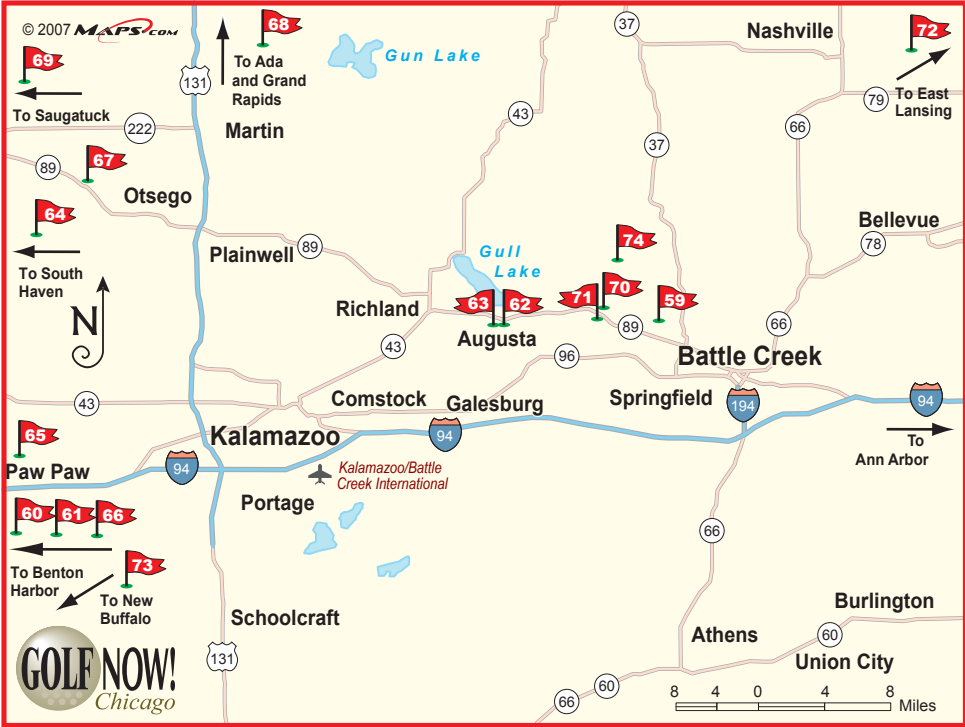 © 2007 MAPS.COM
68
37
Nashville
72
69
To Ada
and Grand
Rapids
Gun Lake
131
To East
Lansing
79
To Saugatuck
222
Martin
43
66
37
67
89
Otsego
64
Bellevue
78
74
Plainwell
89
Gull
Lake
To South
Haven
N
Richland
63
62
71
70
59
Augusta
89
66
43
96
Battle Creek
43
Comstock
Galesburg
Springfield
194
94
65
Kalamazoo
94
To
Ann Arbor
Paw Paw
94
Kalamazoo/Battle
Creek International
Portage
60
61
66
66
To Benton
Harbor
73
To New
Buffalo
Schoolcraft
Burlington
GOLF NOW!
Chicago
131
Athens
60
Union City
60
66
8 4 0 4 8 Miles